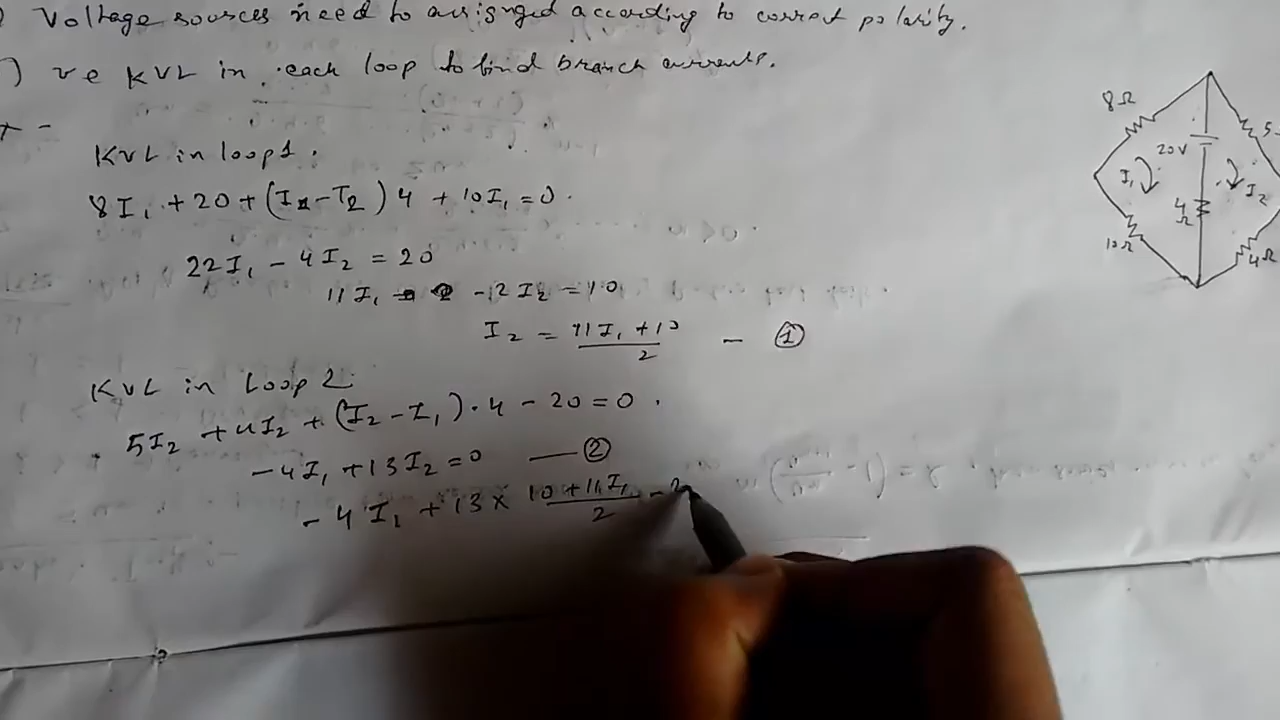 Voltage sources need to assigned according to correct polarity.
) ve KVL in each loop to find branch currents.
KVL in loop 1.
8I₁ + 20 + (I₁ - I₂) 4 + 10I₁ = 0.
22I₁ - 4I₂ = 20
11I₁ - 2I₂ = 10
I₂ = (11I₁ + 10)/2 — ①
KVL in Loop 2.
5I₂ + 4I₂ + (I₂ - I₁) · 4 - 20 = 0.
-4I₁ + 13I₂ = 0 — ②
-4I₁ + 13 × (10 + 11I₁)/2 -
8Ω
5
20V
I₁
I₂
4Ω
10Ω
4Ω